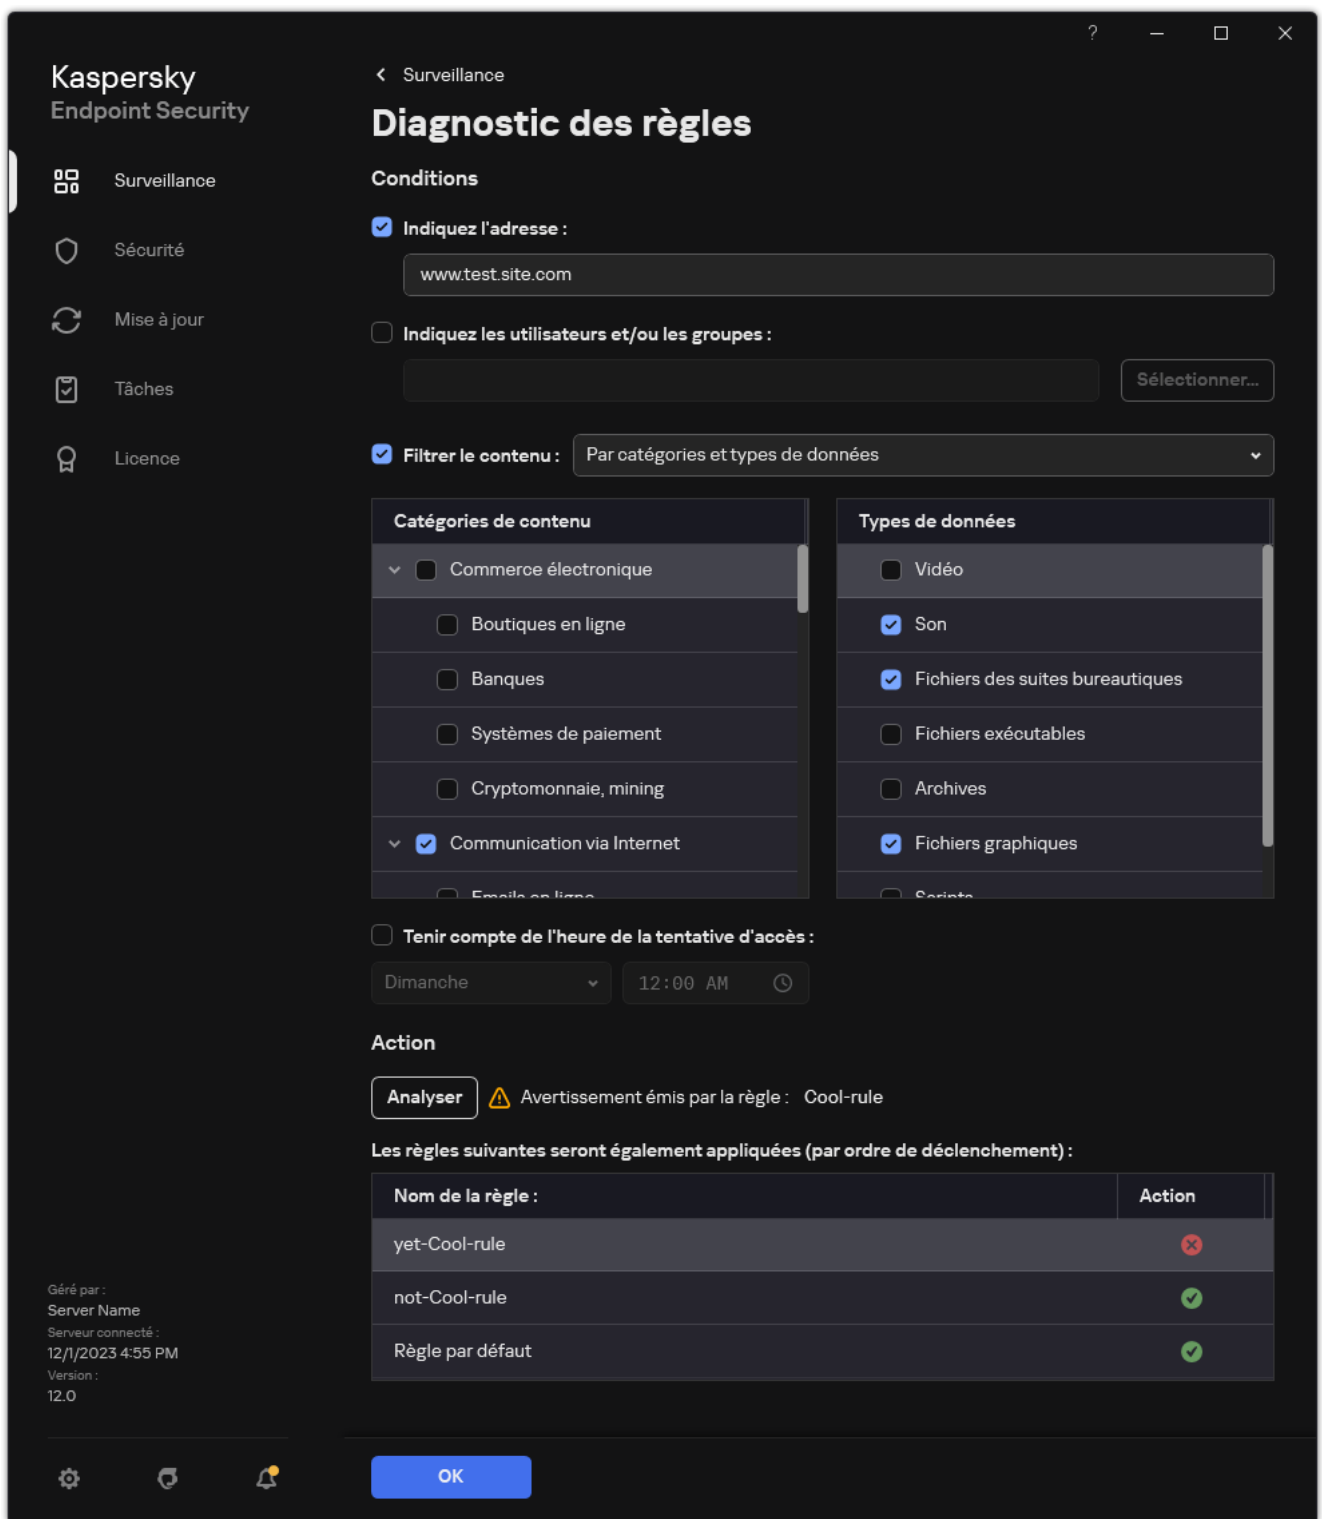 ?
Kaspersky
Endpoint Security
Surveillance
Sécurité
Mise à jour
Tâches
Licence
Surveillance
Diagnostic des règles
Conditions
Indiquez l'adresse :
www.test.site.com
Indiquez les utilisateurs et/ou les groupes :
Sélectionner...
Filtrer le contenu : Par catégories et types de données
Catégories de contenu
Commerce électronique
Boutiques en ligne
Banques
Systèmes de paiement
Cryptomonnaie, mining
Communication via Internet
Emails en ligne
Types de données
Vidéo
Son
Fichiers des suites bureautiques
Fichiers exécutables
Archives
Fichiers graphiques
Scripts
Tenir compte de l'heure de la tentative d'accès :
Dimanche 12:00 AM
Action
Analyser Avertissement émis par la règle : Cool-rule
Les règles suivantes seront également appliquées (par ordre de déclenchement) :
Nom de la règle : Action
yet-Cool-rule
not-Cool-rule
Règle par défaut
Géré par :
Server Name
Serveur connecté :
12/1/2023 4:55 PM
Version :
12.0
OK